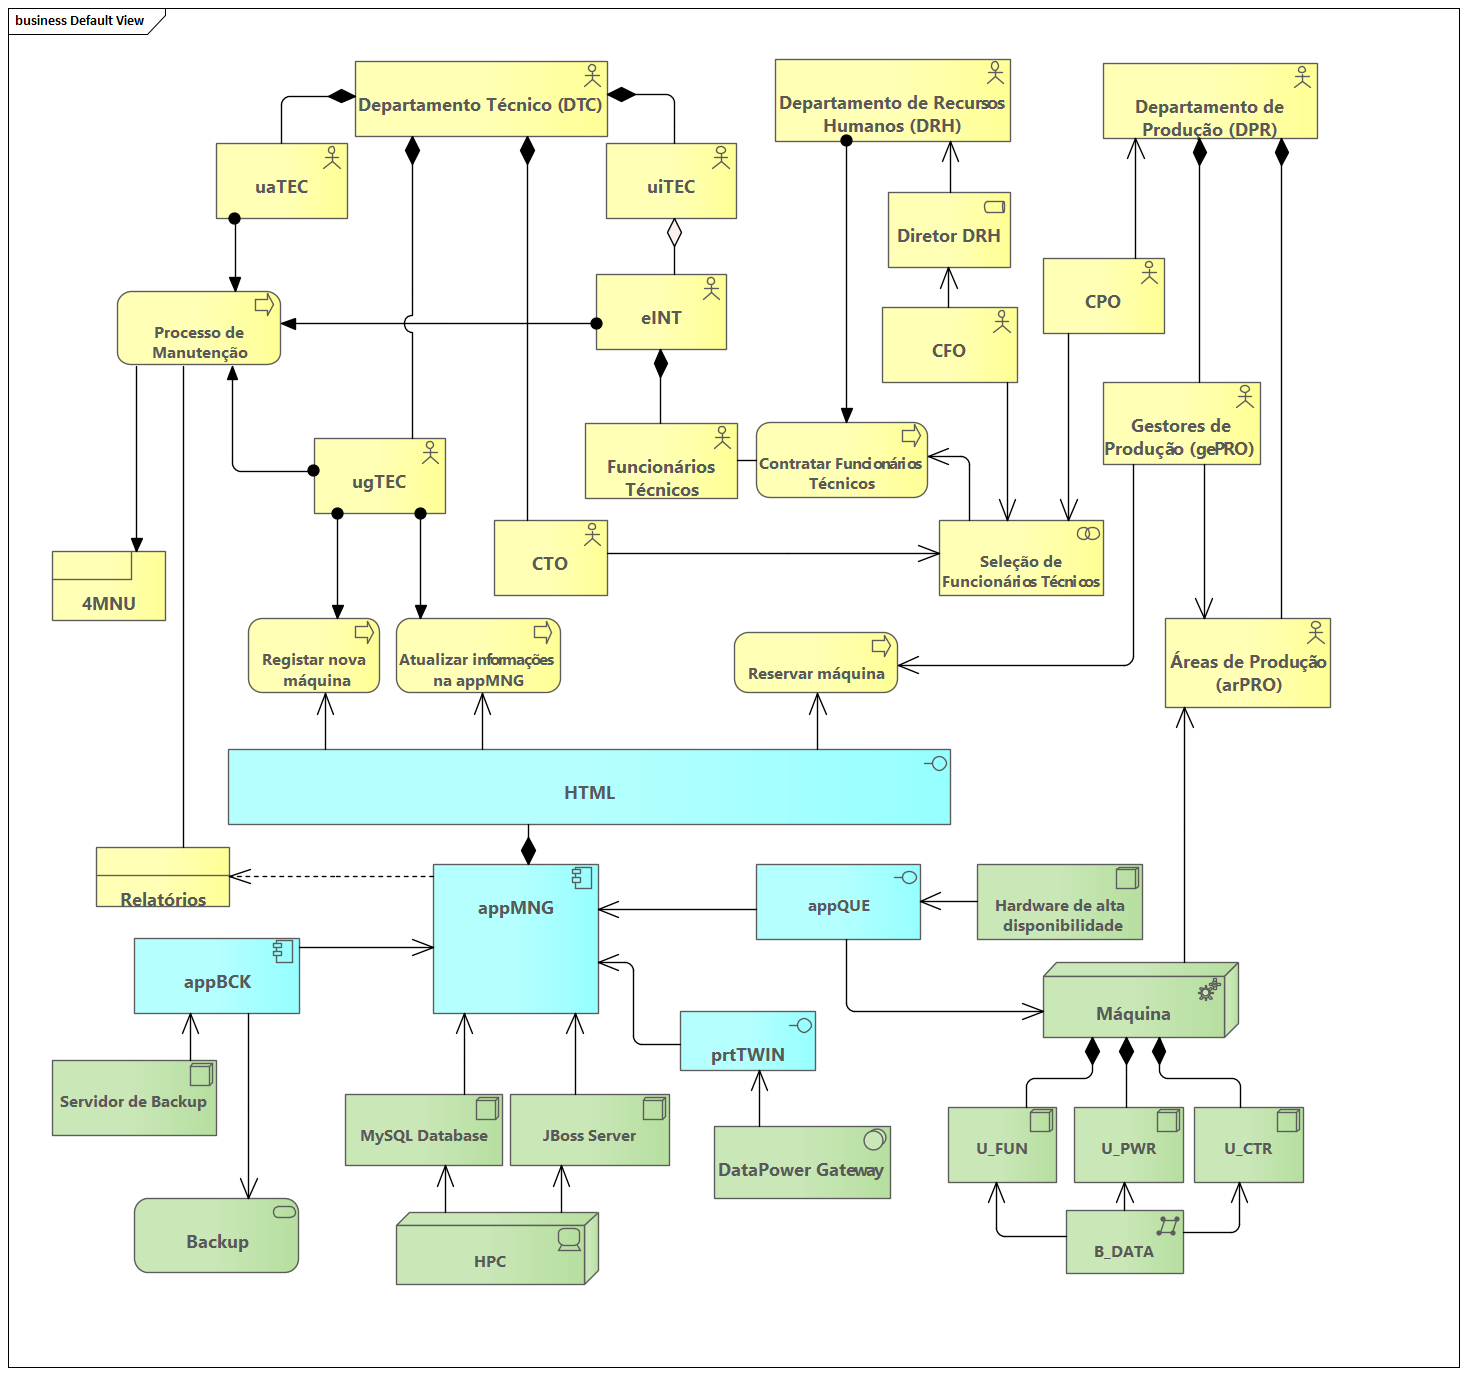 business Default View
Departamento Técnico (DTC)
Departamento de Recursos
Humanos (DRH)
Departamento de
Produção (DPR)
uaTEC
uiTEC
Diretor DRH
eINT
CPO
Processo de
Manutenção
CFO
Gestores de
Produção (gePRO)
Funcionários
Técnicos
Contratar Funcionários
Técnicos
ugTEC
CTO
Seleção de
Funcionários Técnicos
4MNU
Registar nova
máquina
Atualizar informações
na appMNG
Reservar máquina
Áreas de Produção
(arPRO)
HTML
Relatórios
appMNG
appQUE
Hardware de alta
disponibilidade
appBCK
Máquina
prtTWIN
Servidor de Backup
MySQL Database
JBoss Server
DataPower Gateway
U_FUN
U_PWR
U_CTR
Backup
HPC
B_DATA